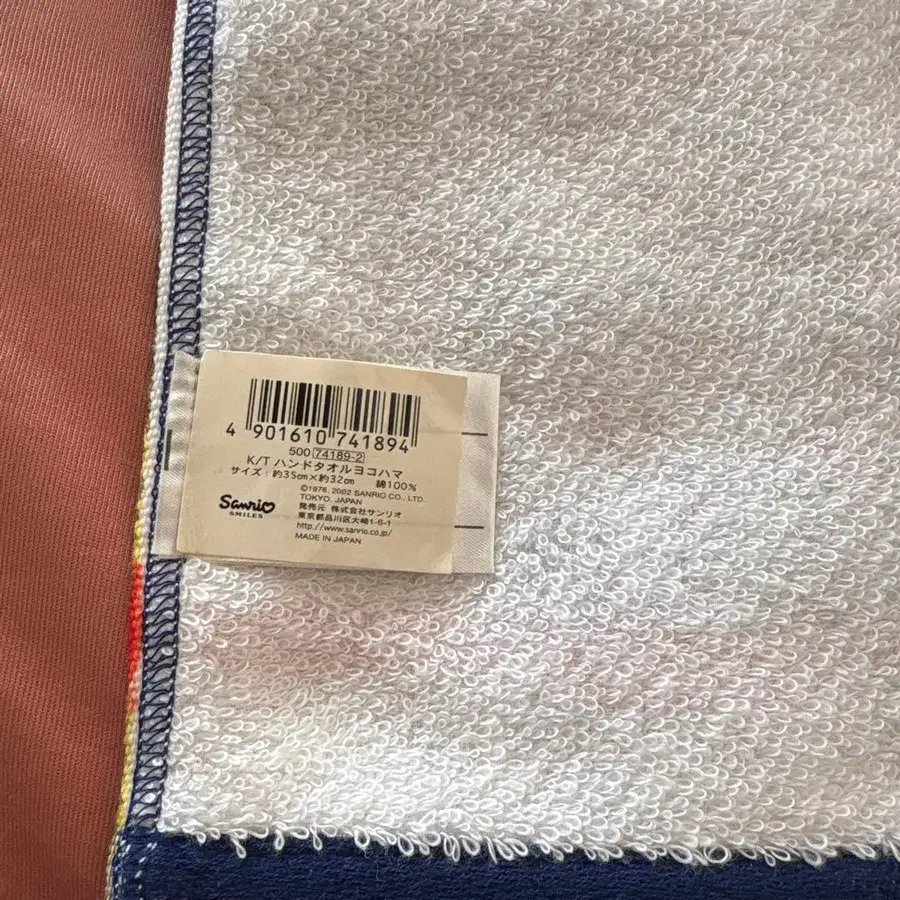 4 901610 741894
500 74189-2
K/T ハンドタオルヨコハマ
サイズ:約35cm×約32cm 綿100%
©1976, 2002 SANRIO CO., LTD.
TOKYO, JAPAN
発売元 株式会社サンリオ
東京都品川区大崎1-6-1
http://www.sanrio.co.jp/
MADE IN JAPAN
Sanrio
SMILES